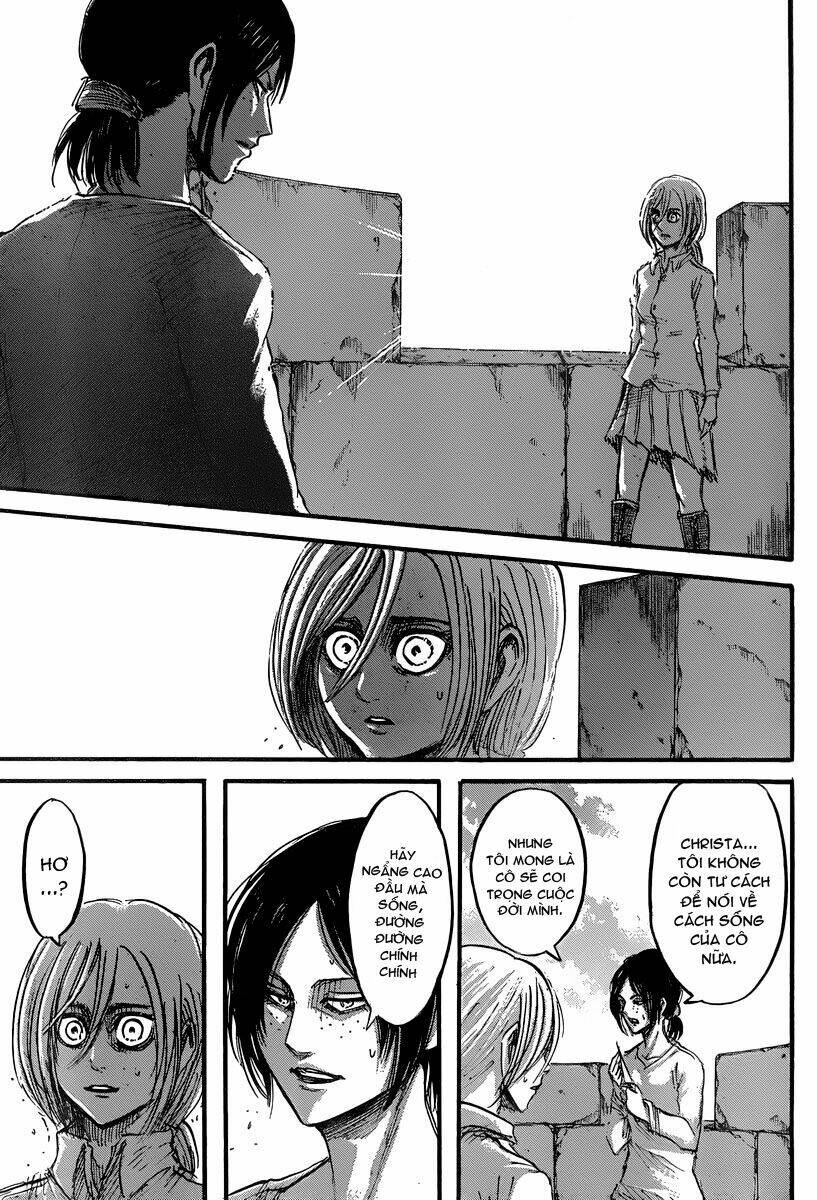 CHRISTA...
TÔI KHÔNG
CÒN TƯ CÁCH
ĐỂ NÓI VỀ
CÁCH SỐNG
CỦA CÔ
NỮA.
NHƯNG
TÔI MONG LÀ
CÔ SẼ COI
TRỌNG CUỘC
ĐỜI MÌNH.
HÃY
NGẨNG CAO
ĐẦU MÀ
SỐNG,
ĐƯỜNG
ĐƯỜNG
CHÍNH
CHÍNH
HƠ
...?